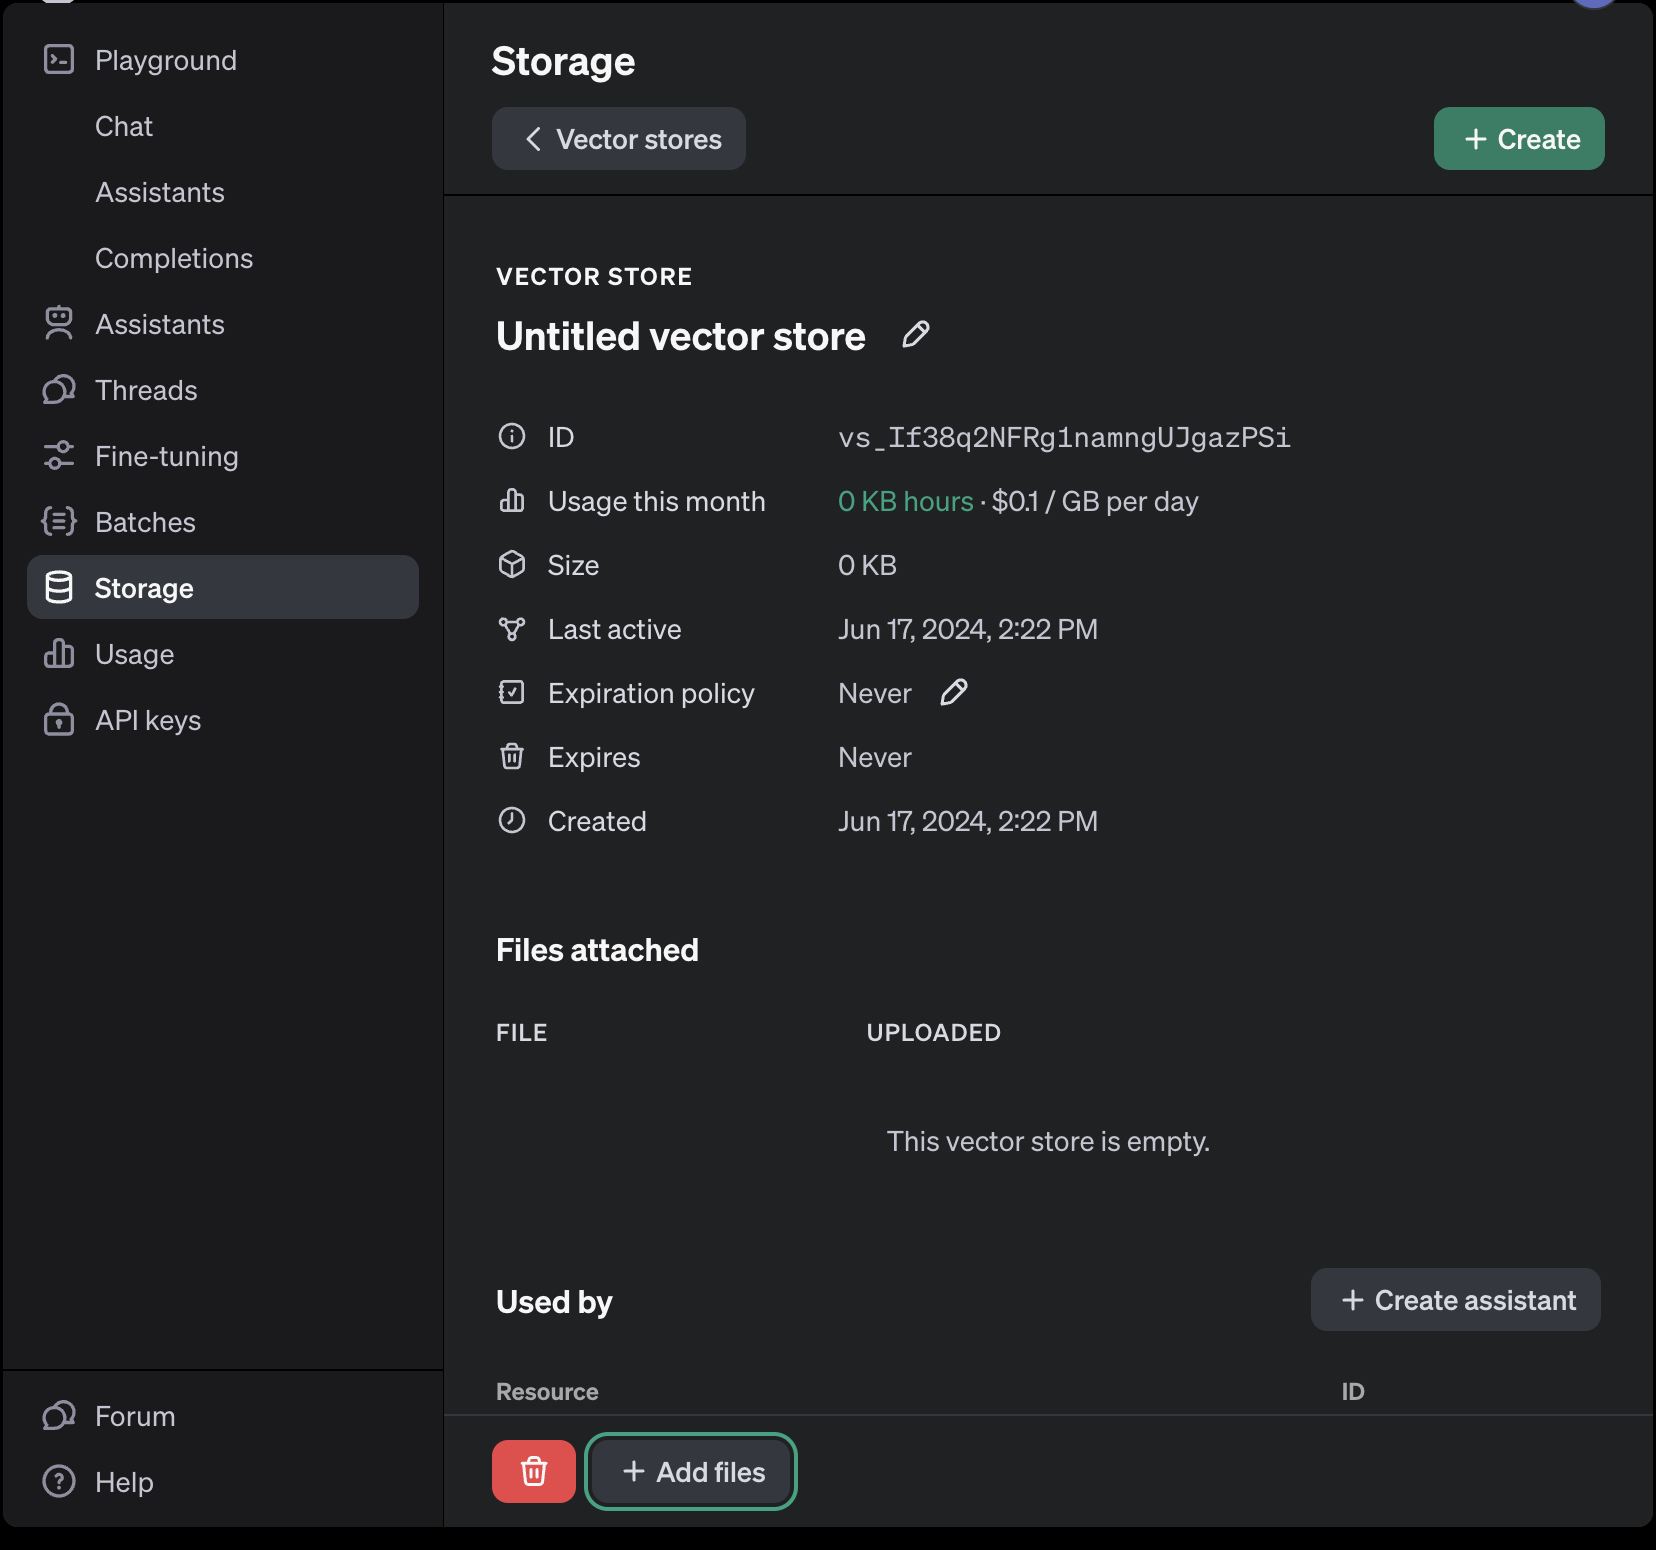 Playground
Chat
Assistants
Completions
Assistants
Threads
Fine-tuning
Batches
Storage
Usage
API keys
Forum
Help
Storage
Vector stores
+ Create
VECTOR STORE
Untitled vector store
ID vs_If38q2NFRg1namngUJgazPSi
Usage this month 0 KB hours · $0.1 / GB per day
Size 0 KB
Last active Jun 17, 2024, 2:22 PM
Expiration policy Never
Expires Never
Created Jun 17, 2024, 2:22 PM
Files attached
FILE UPLOADED
This vector store is empty.
Used by
+ Create assistant
Resource ID
+ Add files